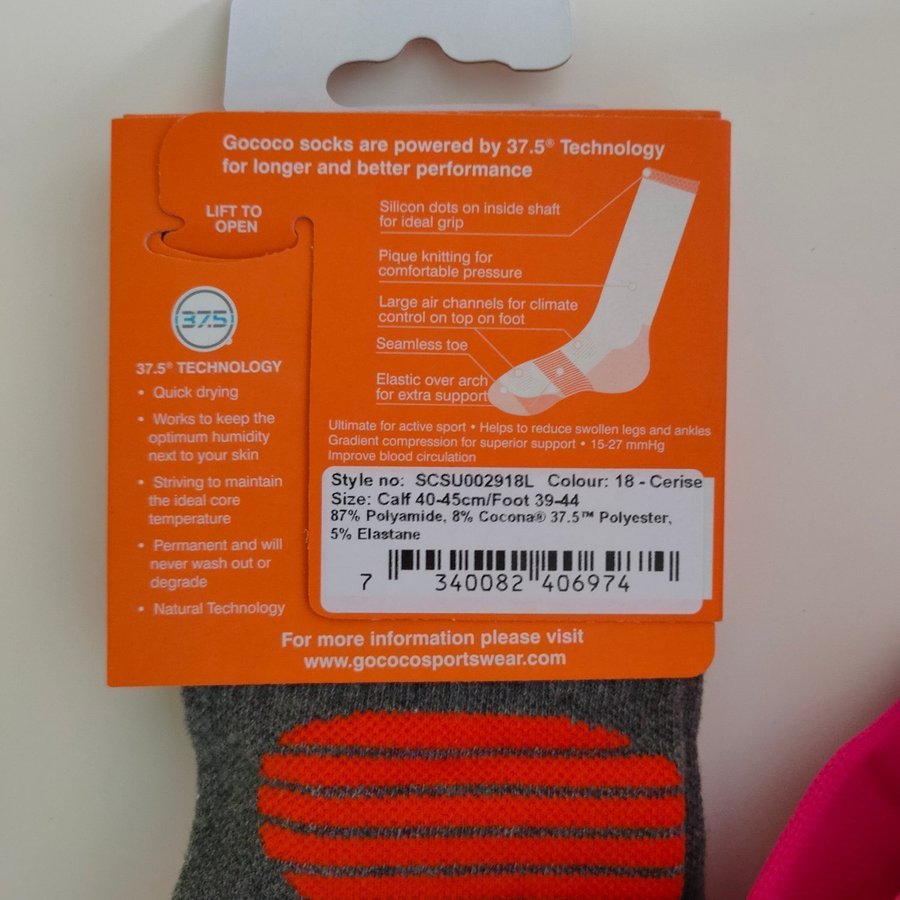 Gococo socks are powered by 37.5® Technology
for longer and better performance
LIFT TO
OPEN
Silicon dots on inside shaft
for ideal grip
Pique knitting for
comfortable pressure
Large air channels for climate
control on top on foot
Seamless toe
Elastic over arch
for extra support
37.5
37.5® TECHNOLOGY
• Quick drying
• Works to keep the
optimum humidity
next to your skin
• Striving to maintain
the ideal core
temperature
• Permanent and will
never wash out or
degrade
• Natural Technology
Ultimate for active sport • Helps to reduce swollen legs and ankles
Gradient compression for superior support • 15-27 mmHg
Improve blood circulation
Style no: SCSU002918L Colour: 18 - Cerise
Size: Calf 40-45cm/Foot 39-44
87% Polyamide, 8% Cocona® 37.5™ Polyester,
5% Elastane
7 340082 406974
For more information please visit
www.gococosportswear.com